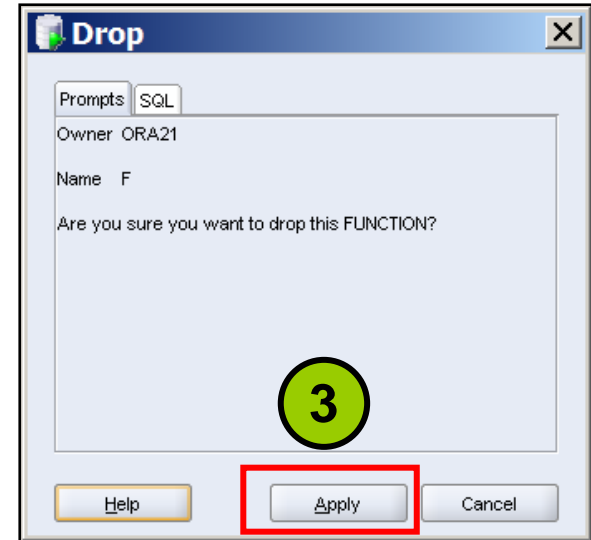 Drop
Prompts SQL
Owner ORA21
Name F
Are you sure you want to drop this FUNCTION?
3
Help Apply Cancel